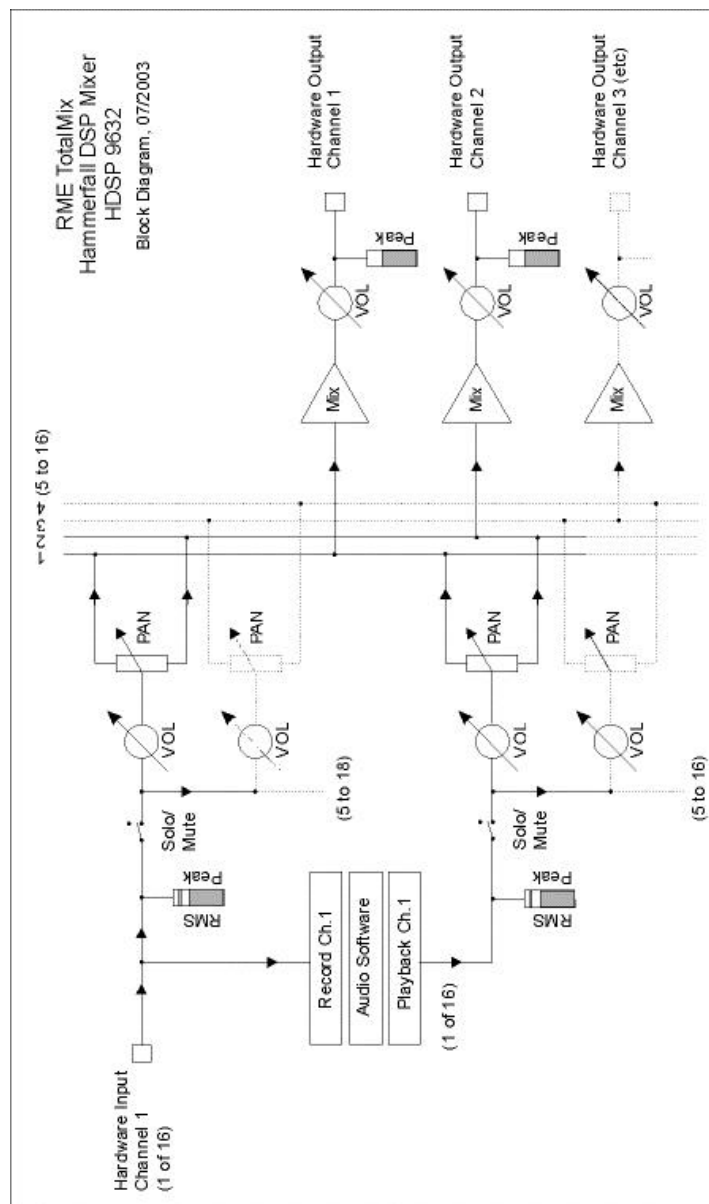 RME TotalMix
Hammerfall DSP Mixer
HDSP 9632
Block Diagram, 07/2003
Hardware Input
Channel 1
(1 of 16)
RMS
Peak
Solo/
Mute
VOL
PAN
VOL
PAN
(5 to 18)
1 2 3 4 (5 to 16)
Record Ch.1
Audio Software
Playback Ch.1
(1 of 16)
RMS
Peak
Solo/
Mute
VOL
PAN
VOL
PAN
(5 to 16)
Mix
VOL
Peak
Hardware Output
Channel 1
Mix
VOL
Peak
Hardware Output
Channel 2
Mix
VOL
Hardware Output
Channel 3 (etc)